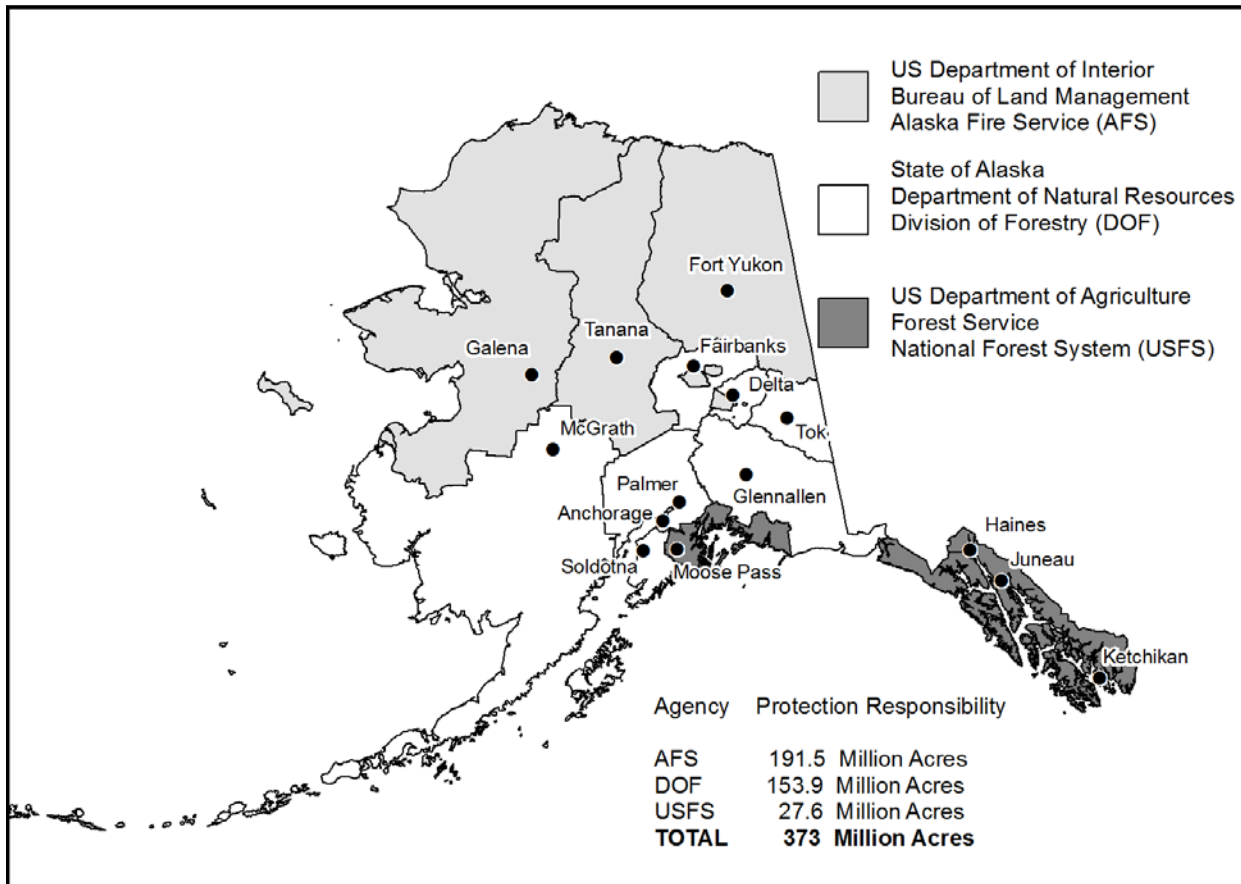 US Department of Interior
Bureau of Land Management
Alaska Fire Service (AFS)
State of Alaska
Department of Natural Resources
Division of Forestry (DOF)
US Department of Agriculture
Forest Service
National Forest System (USFS)
Fort Yukon
Tanana
Galena
Fairbanks
Delta
McGrath
Tok
Palmer
Glennallen
Anchorage
Soldotna
Moose Pass
Haines
Juneau
Ketchikan
Agency Protection Responsibility
AFS 191.5 Million Acres
DOF 153.9 Million Acres
USFS 27.6 Million Acres
TOTAL 373 Million Acres